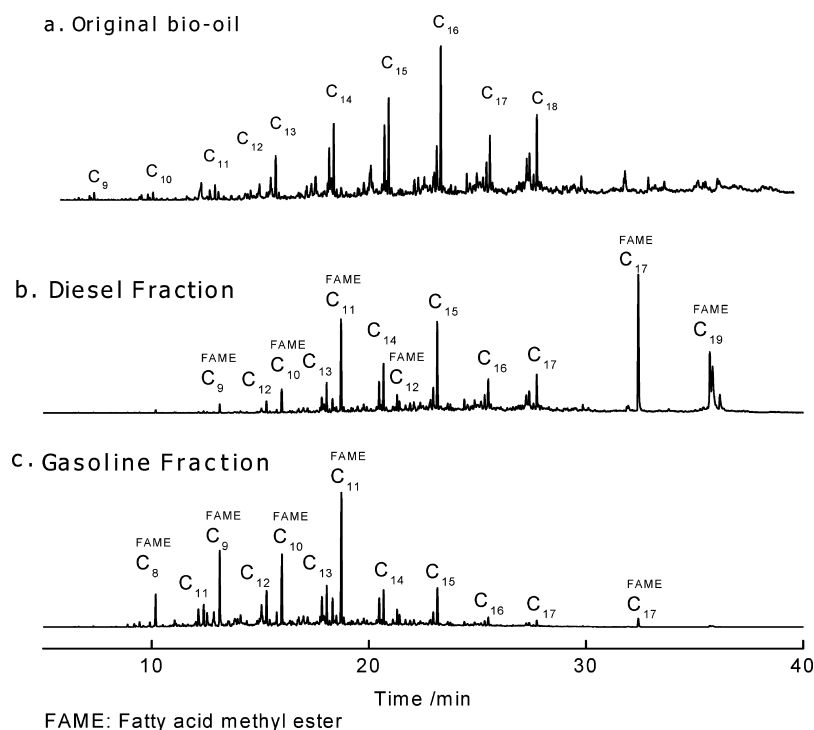 a. Original bio-oil
C9 C10 C11 C12 C13 C14 C15 C16 C17 C18
b. Diesel Fraction
FAME C9
C12
FAME C10
C13
FAME C11
C14
FAME C12
C15
C16
C17
FAME C17
FAME C19
c. Gasoline Fraction
FAME C8
C11
FAME C9
C12
FAME C10
C13
FAME C11
C14
C15
C16
C17
FAME C17
10 20 30 40
Time /min
FAME: Fatty acid methyl ester